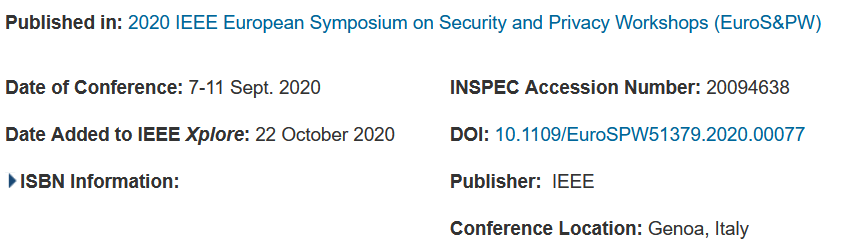 Published in: 2020 IEEE European Symposium on Security and Privacy Workshops (EuroS&PW)
Date of Conference: 7-11 Sept. 2020
INSPEC Accession Number: 20094638
Date Added to IEEE Xplore: 22 October 2020
DOI: 10.1109/EuroSPW51379.2020.00077
ISBN Information:
Publisher: IEEE
Conference Location: Genoa, Italy